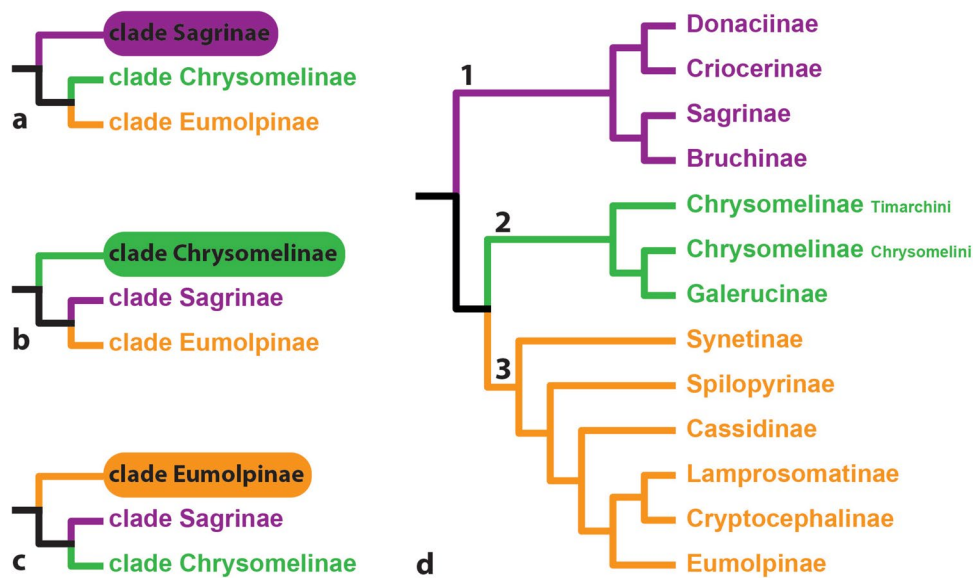 clade Sagrinae
clade Chrysomelinae
clade Eumolpinae
a
clade Chrysomelinae
clade Sagrinae
clade Eumolpinae
b
clade Eumolpinae
clade Sagrinae
clade Chrysomelinae
c
1
Donaciinae
Criocerinae
Sagrinae
Bruchinae
2
Chrysomelinae Timarchini
Chrysomelinae Chrysomelini
Galerucinae
3
Synetinae
Spilopyrinae
Cassidinae
Lamprosomatinae
Cryptocephalinae
Eumolpinae
d